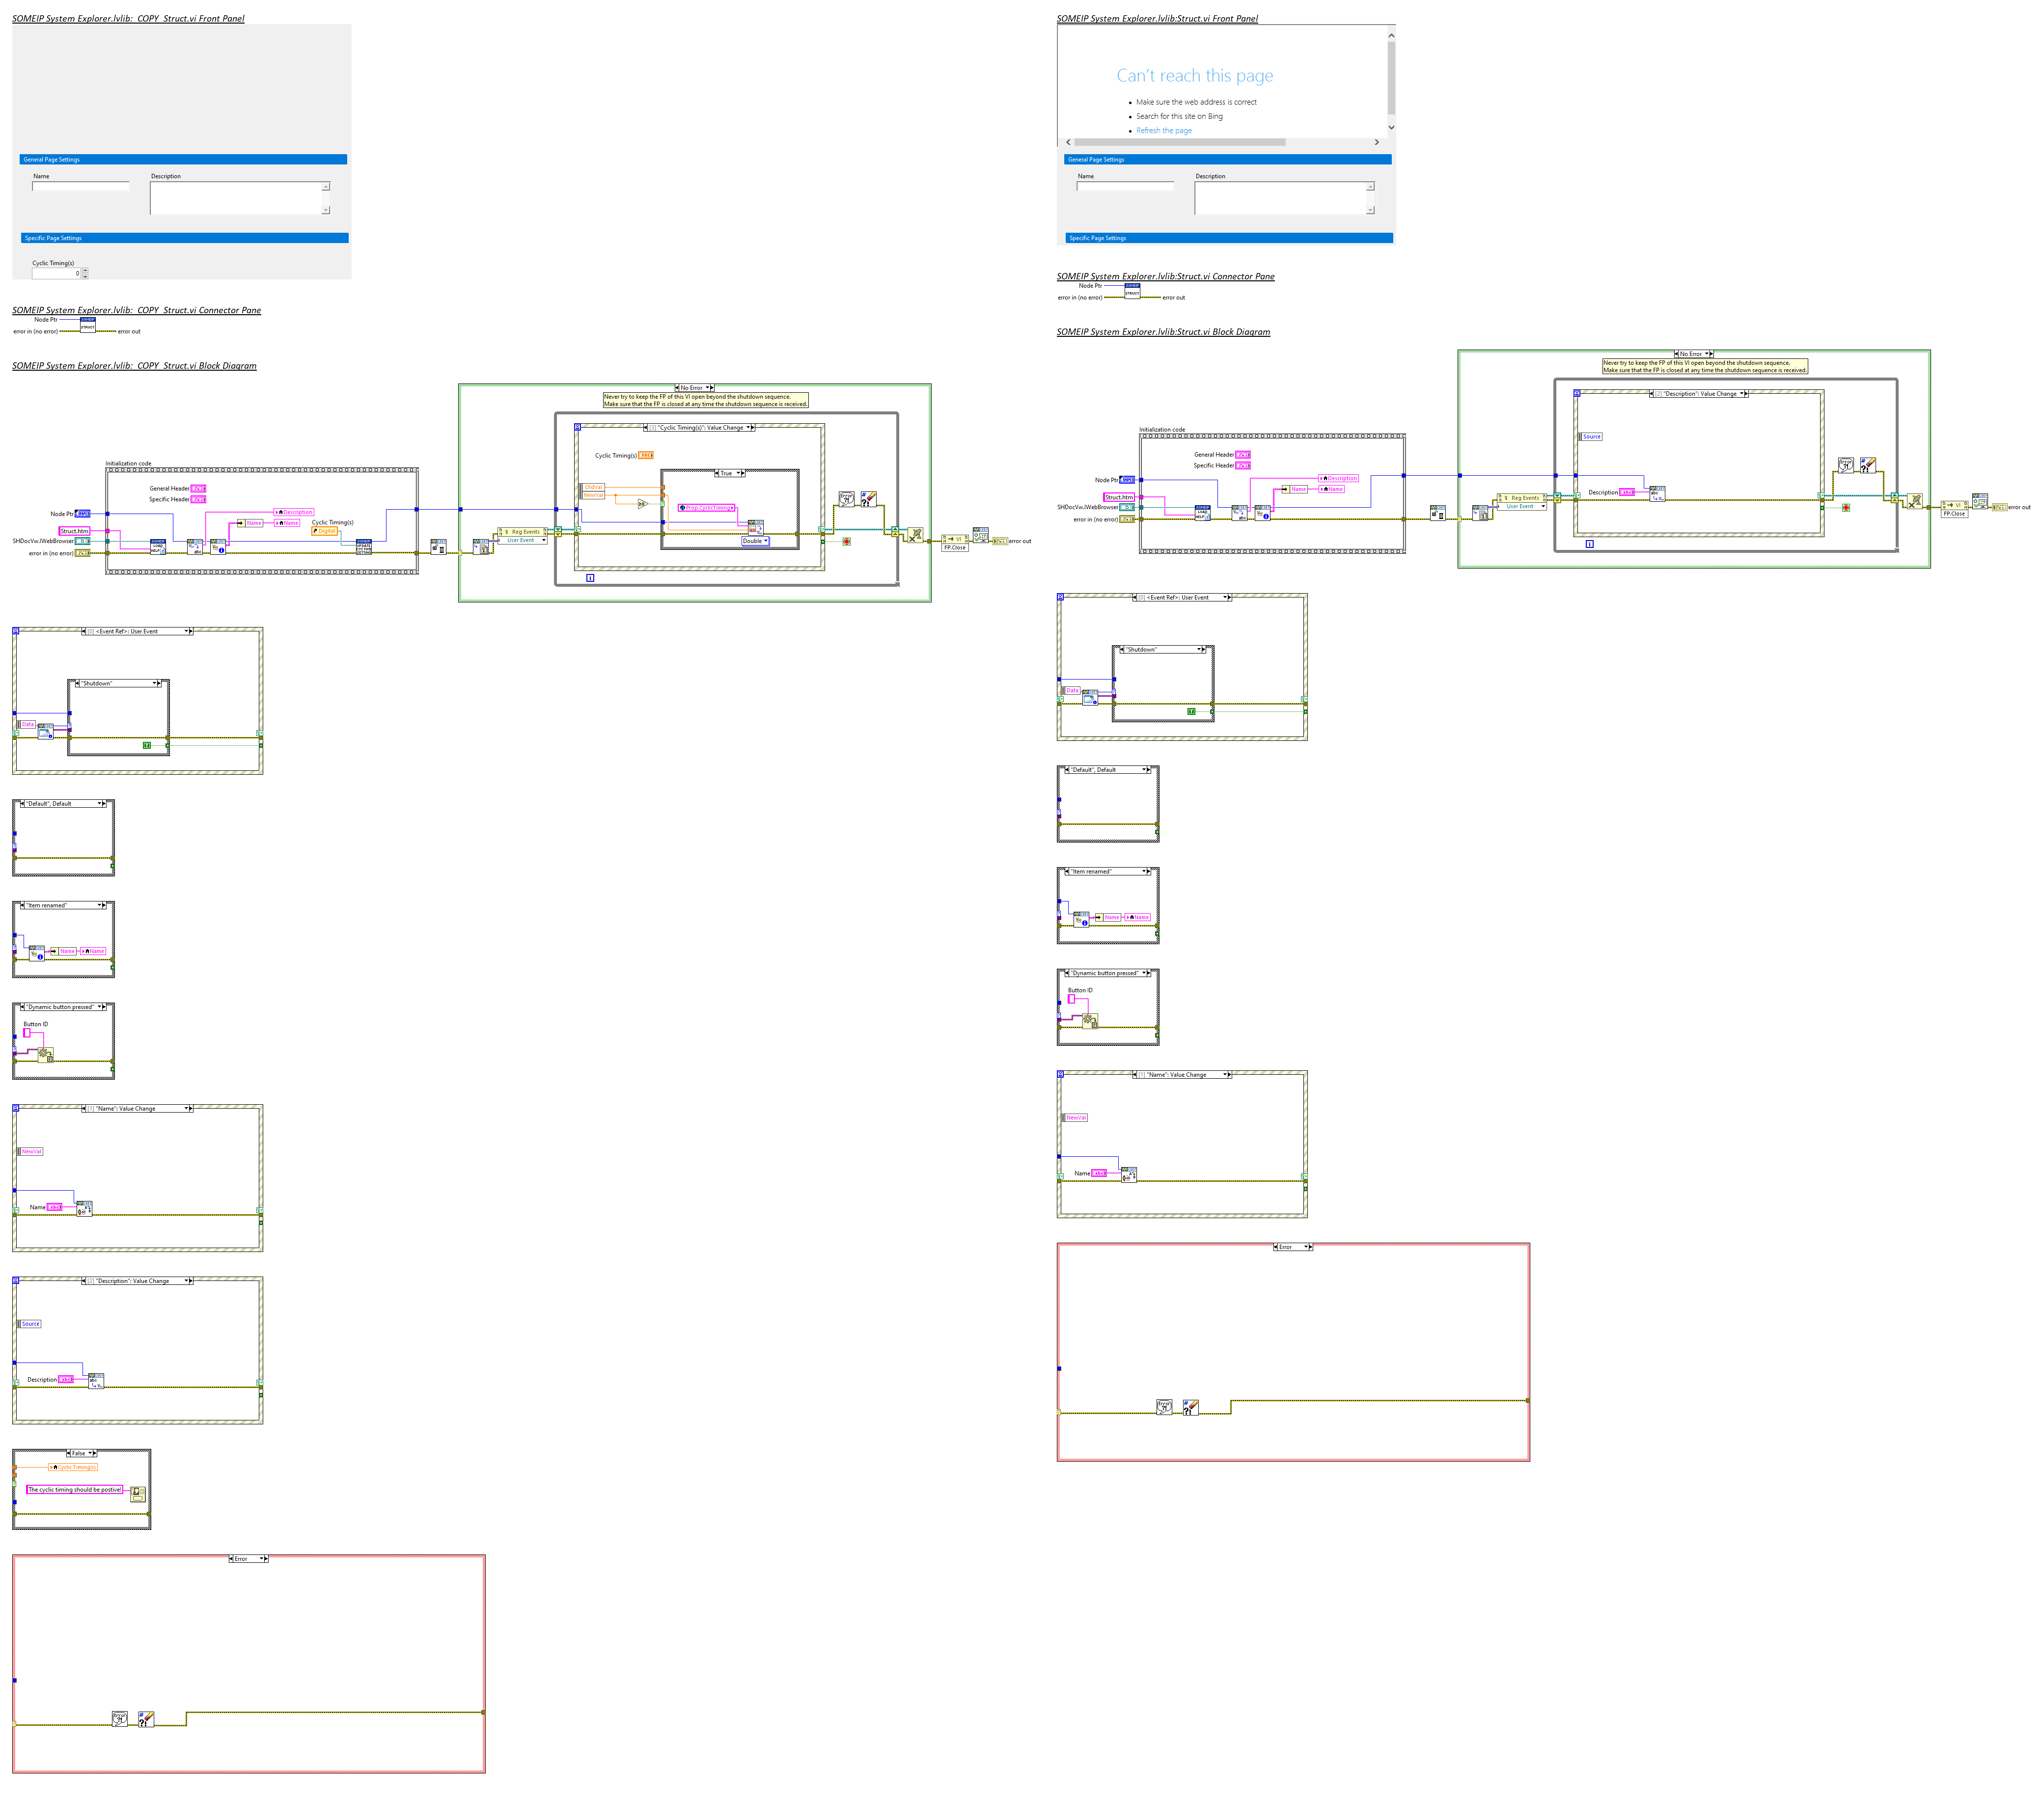 SOMEIP System Explorer.lvlib:_COPY_Struct.vi Front Panel
General Page Settings
Name
Description
Specific Page Settings
Cyclic Timing(s)
0
SOMEIP System Explorer.lvlib:_COPY_Struct.vi Connector Pane
Node Ptr
error in (no error)
SOMEIP
STRUCT
error out
SOMEIP System Explorer.lvlib:_COPY_Struct.vi Block Diagram
No Error
Never try to keep the FP of this VI open beyond the shutdown sequence.
Make sure that the FP is closed at any time the shutdown sequence is received.
[3] "Cyclic Timing(s)": Value Change
Cyclic Timing(s)
True
OldVal
NewVal
Prop.CyclicTiming
Double
Initialization code
General Header
Specific Header
Node Ptr
Struct.htm
SHDocVw.IWebBrowser
error in (no error)
Description
Name
Name
Cyclic Timing(s)
Digital
Reg Events
User Event
VI
FP.Close
error out
[0] <Event Ref>: User Event
"Shutdown"
Data
"Default", Default
"Item renamed"
Name
Name
"Dynamic button pressed"
Button ID
[1] "Name": Value Change
NewVal
Name
[2] "Description": Value Change
Source
Description
False
Cyclic Timing(s)
The cyclic timing should be postive!
Error
SOMEIP System Explorer.lvlib:Struct.vi Front Panel
Can't reach this page
Make sure the web address is correct
Search for this site on Bing
Refresh the page
General Page Settings
Name
Description
Specific Page Settings
SOMEIP System Explorer.lvlib:Struct.vi Connector Pane
Node Ptr
error in (no error)
SOMEIP
STRUCT
error out
SOMEIP System Explorer.lvlib:Struct.vi Block Diagram
No Error
Never try to keep the FP of this VI open beyond the shutdown sequence.
Make sure that the FP is closed at any time the shutdown sequence is received.
[2] "Description": Value Change
Source
Description
Initialization code
General Header
Specific Header
Node Ptr
Struct.htm
SHDocVw.IWebBrowser
error in (no error)
Description
Name
Name
Reg Events
User Event
VI
FP.Close
error out
[0] <Event Ref>: User Event
"Shutdown"
Data
"Default", Default
"Item renamed"
Name
Name
"Dynamic button pressed"
Button ID
[1] "Name": Value Change
NewVal
Name
Error